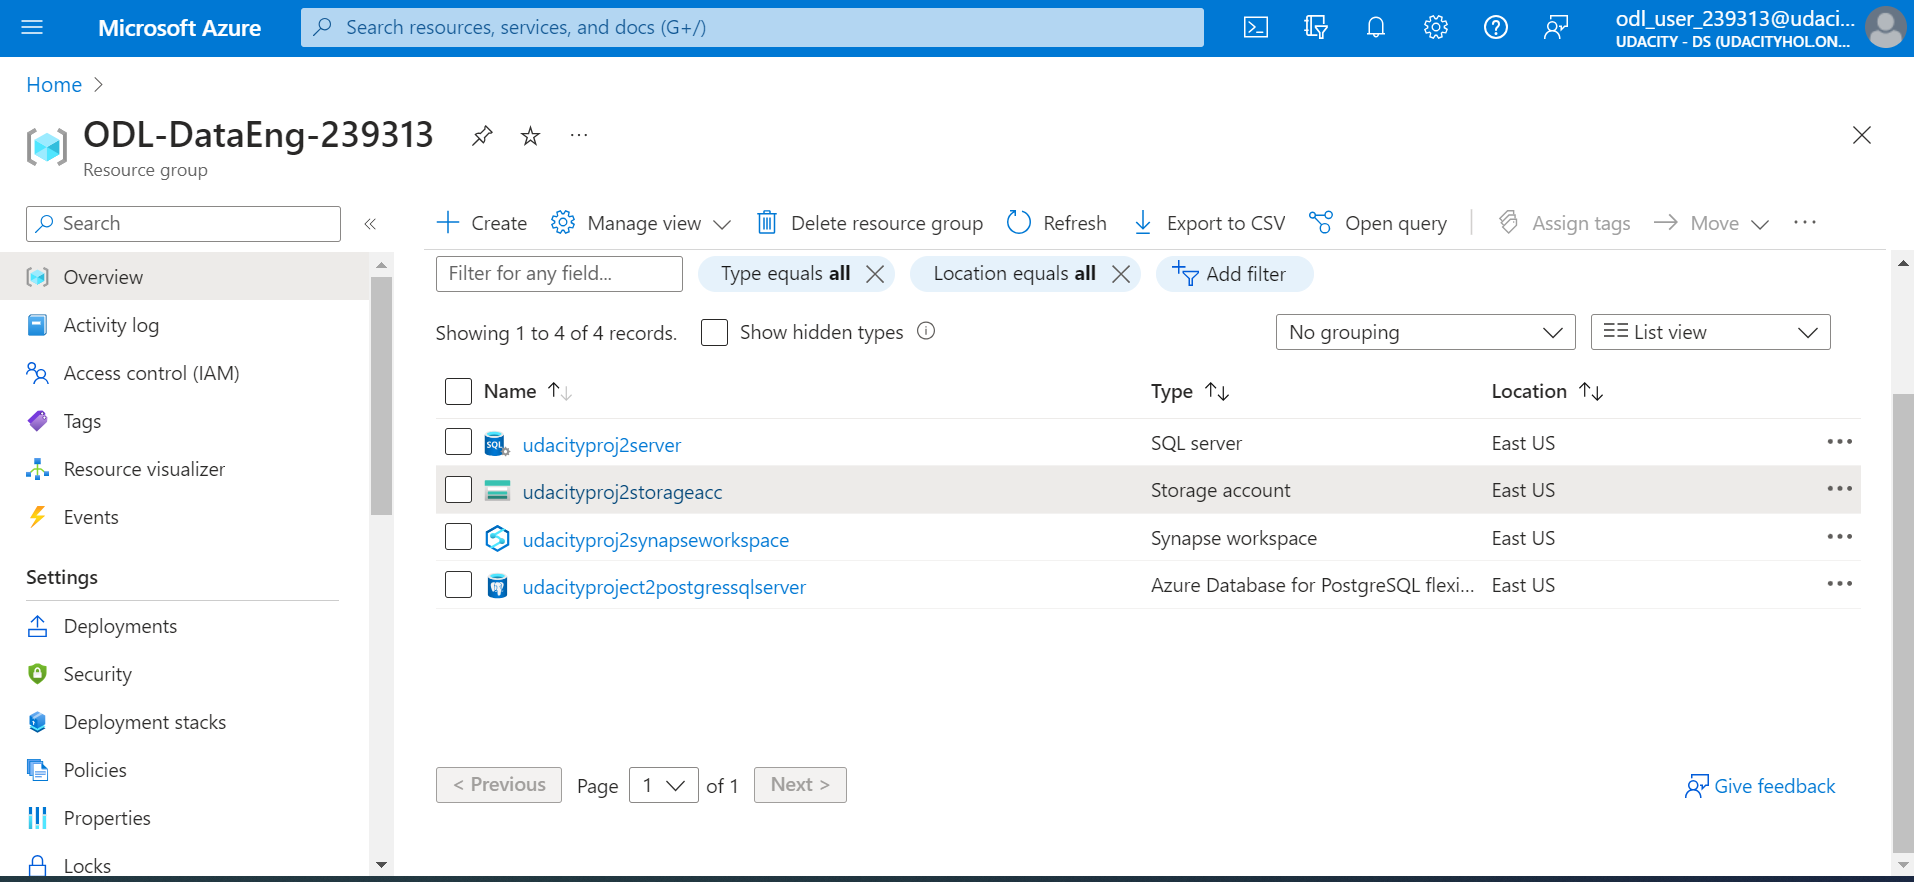 Microsoft Azure
Search resources, services, and docs (G+/)
odl_user_239313@udaci...
UDACITY - DS (UDACITYHOL.ON...
Home
ODL-DataEng-239313
Resource group
Search
«
Create
Manage view
Delete resource group
Refresh
Export to CSV
Open query
Assign tags
Move
Overview
Activity log
Access control (IAM)
Tags
Resource visualizer
Events
Settings
Deployments
Security
Deployment stacks
Policies
Properties
Locks
Filter for any field...
Type equals all
Location equals all
Add filter
Showing 1 to 4 of 4 records.
Show hidden types
No grouping
List view
Name
Type
Location
udacityproj2server
SQL server
East US
udacityproj2storageacc
Storage account
East US
udacityproj2synapseworkspace
Synapse workspace
East US
udacityproject2postgressqlserver
Azure Database for PostgreSQL flexi...
East US
< Previous
Page
1
of 1
Next >
Give feedback